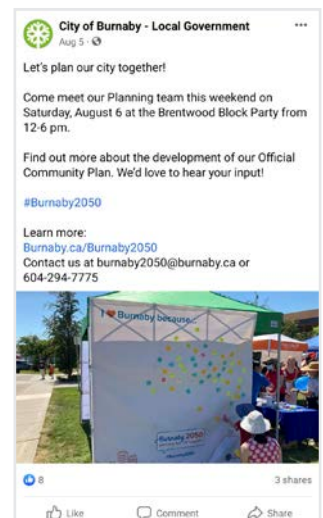 City of Burnaby - Local Government
Aug 5 ·
Let's plan our city together!
Come meet our Planning team this weekend on
Saturday, August 6 at the Brentwood Block Party from
12-6 pm.
Find out more about the development of our Official
Community Plan. We'd love to hear your input!
#Burnaby2050
Learn more:
Burnaby.ca/Burnaby2050
Contact us at burnaby2050@burnaby.ca or
604-294-7775
I ❤ Burnaby because...
Burnaby 2050
8
3 shares
Like
Comment
Share